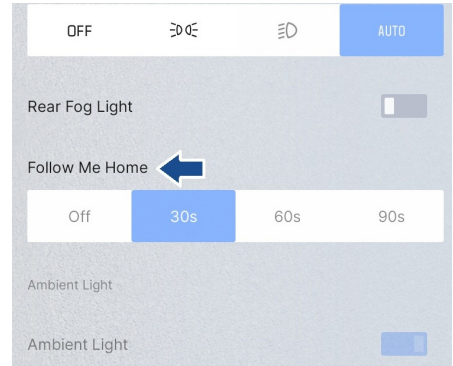 OFF AUTO
Rear Fog Light
Follow Me Home
Off 30s 60s 90s
Ambient Light
Ambient Light